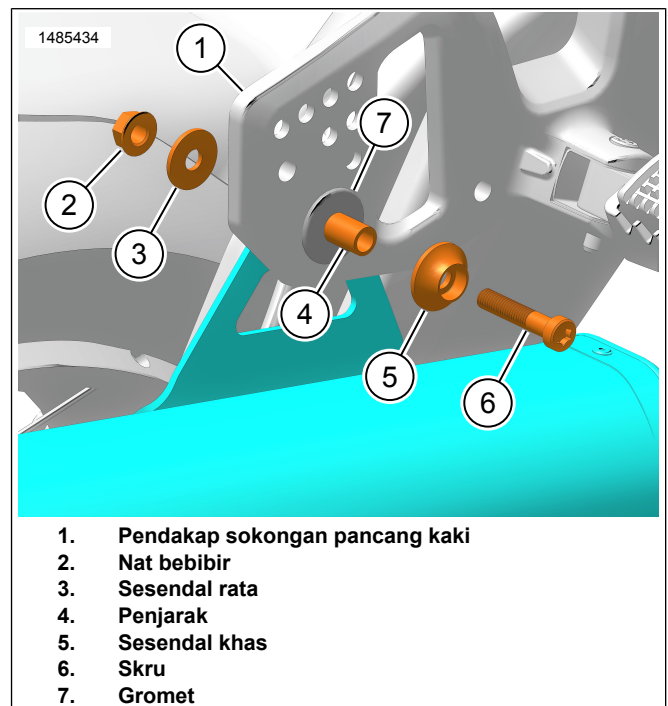 1485434
1
7
2
3
4
5
6
1. Pendakap sokongan pancang kaki
2. Nat bebibir
3. Sesendal rata
4. Penjarak
5. Sesendal khas
6. Skru
7. Gromet